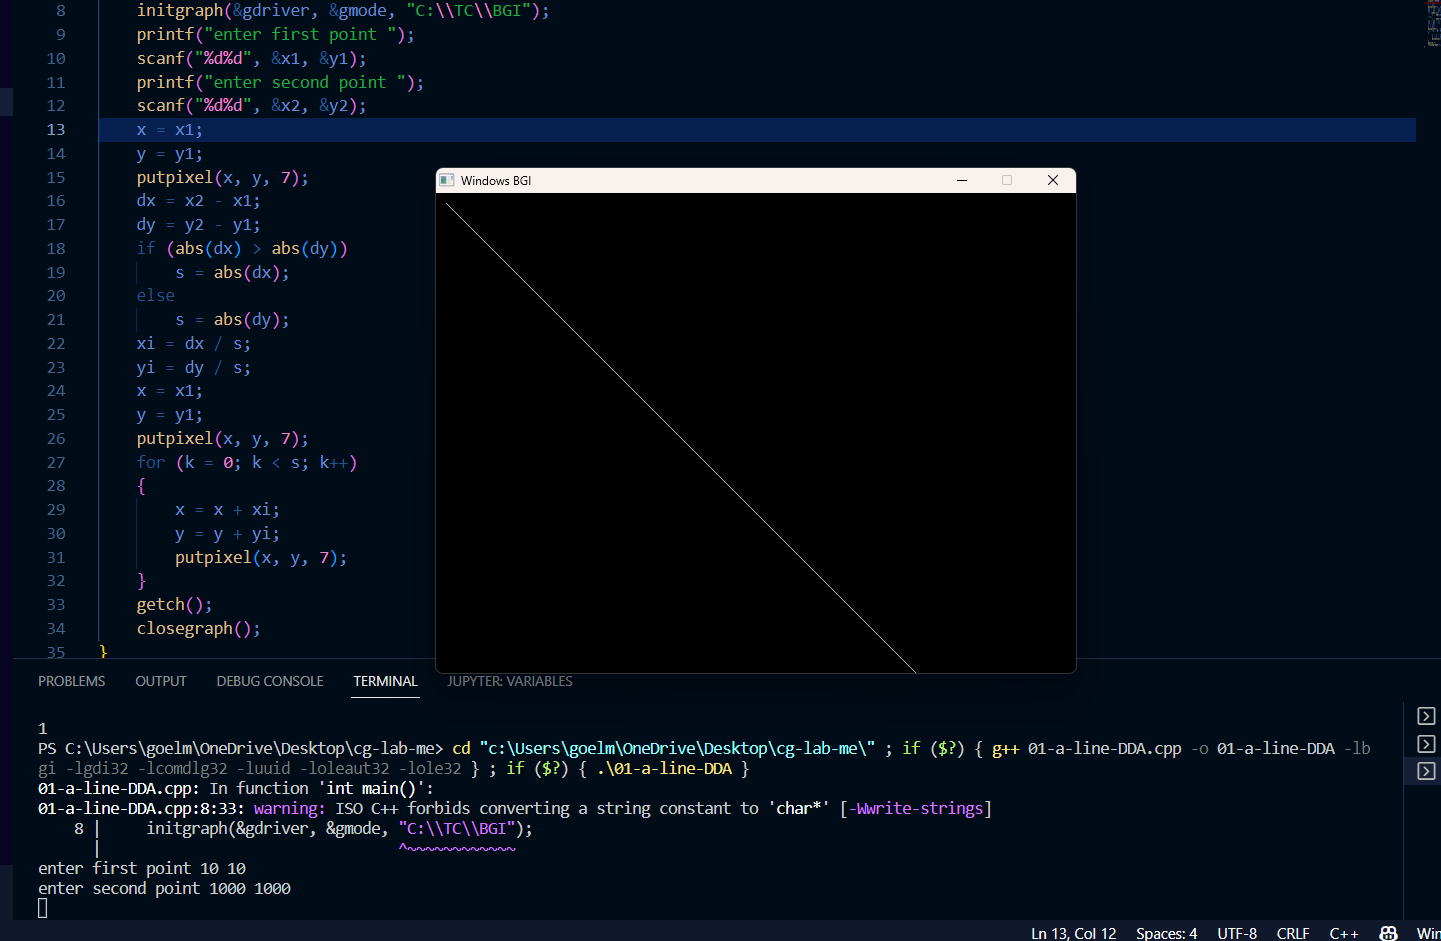 8 initgraph(&gdriver, &gmode, "C:\\TC\\BGI");
9 printf("enter first point ");
10 scanf("%d%d", &x1, &y1);
11 printf("enter second point ");
12 scanf("%d%d", &x2, &y2);
13 x = x1;
14 y = y1;
15 putpixel(x, y, 7);
16 dx = x2 - x1;
17 dy = y2 - y1;
18 if (abs(dx) > abs(dy))
19 s = abs(dx);
20 else
21 s = abs(dy);
22 xi = dx / s;
23 yi = dy / s;
24 x = x1;
25 y = y1;
26 putpixel(x, y, 7);
27 for (k = 0; k < s; k++)
28 {
29 x = x + xi;
30 y = y + yi;
31 putpixel(x, y, 7);
32 }
33 getch();
34 closegraph();
35 }
Windows BGI
PROBLEMS OUTPUT DEBUG CONSOLE TERMINAL JUPYTER: VARIABLES
1
PS C:\Users\goelm\OneDrive\Desktop\cg-lab-me> cd "c:\Users\goelm\OneDrive\Desktop\cg-lab-me\" ; if ($?) { g++ 01-a-line-DDA.cpp -o 01-a-line-DDA -lb
gi -lgdi32 -lcomdlg32 -luuid -loleaut32 -lole32 } ; if ($?) { .\01-a-line-DDA }
01-a-line-DDA.cpp: In function 'int main()':
01-a-line-DDA.cpp:8:33: warning: ISO C++ forbids converting a string constant to 'char*' [-Wwrite-strings]
8 | initgraph(&gdriver, &gmode, "C:\\TC\\BGI");
| ^~~~~~~~~~~~~
enter first point 10 10
enter second point 1000 1000
Ln 13, Col 12 Spaces: 4 UTF-8 CRLF C++ Win